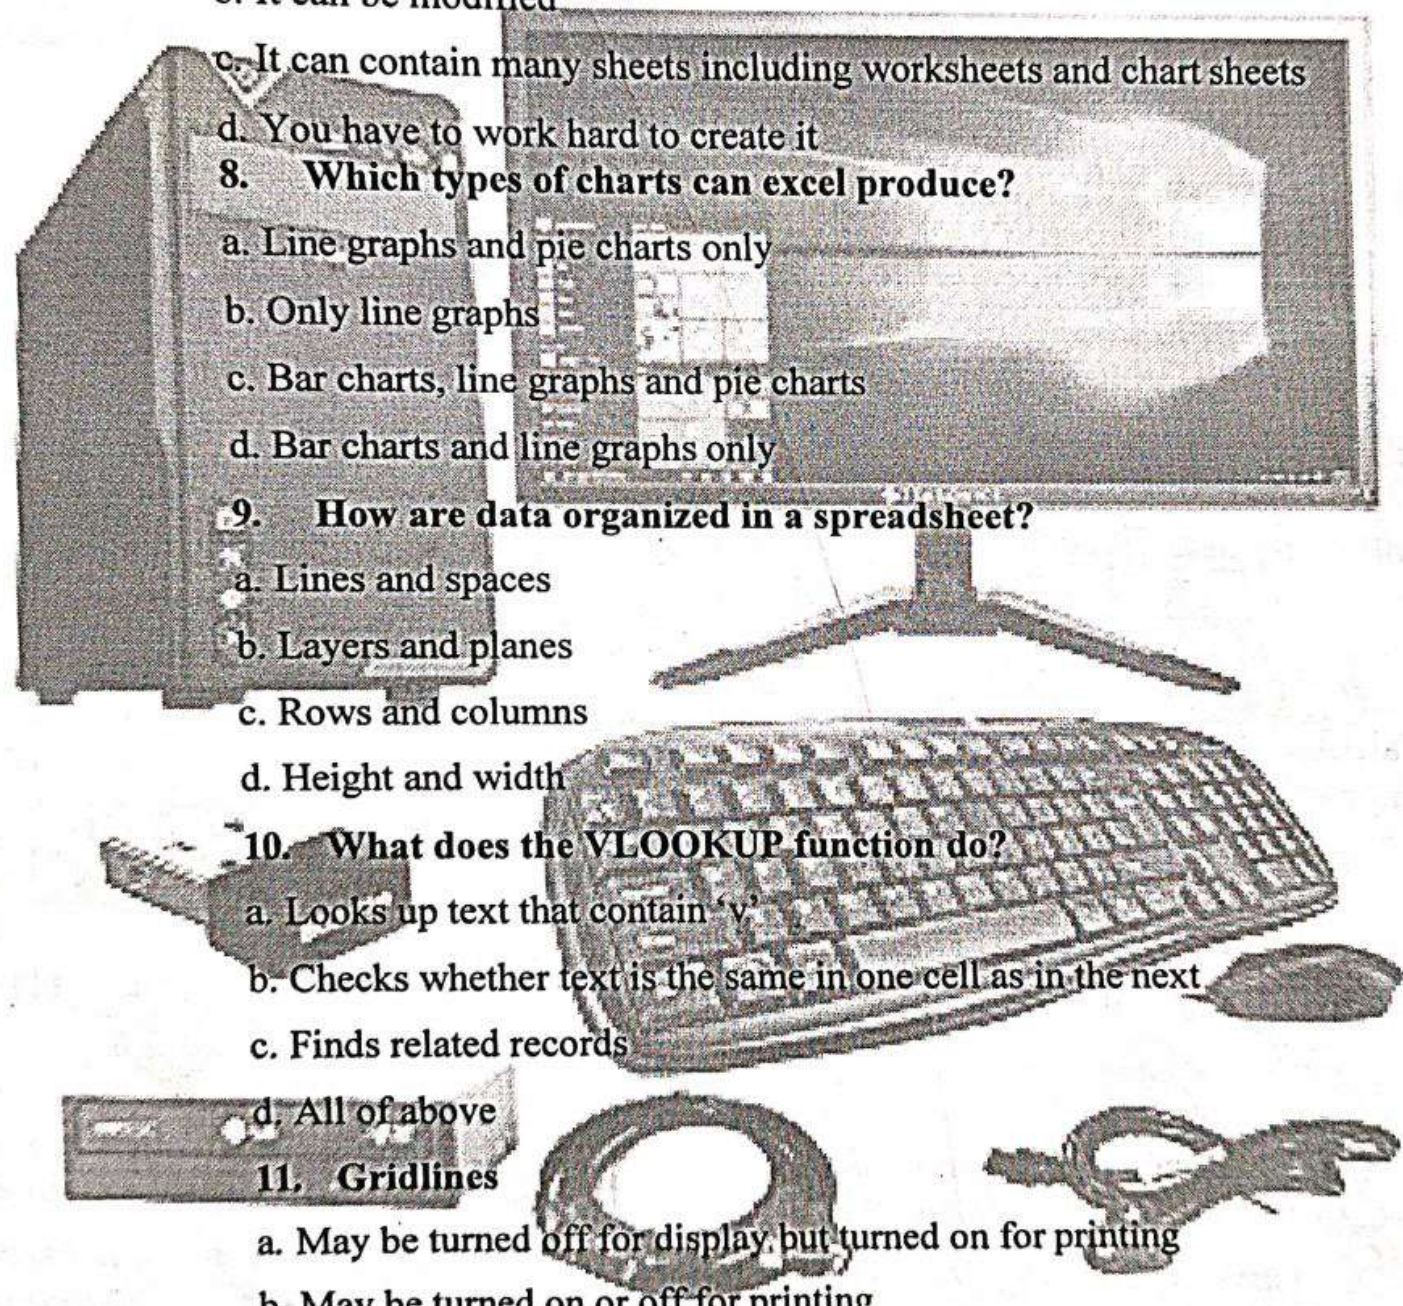 b. It can be modified
c. It can contain many sheets including worksheets and chart sheets
d. You have to work hard to create it
8. Which types of charts can excel produce?
a. Line graphs and pie charts only
b. Only line graphs
c. Bar charts, line graphs and pie charts
d. Bar charts and line graphs only
9. How are data organized in a spreadsheet?
a. Lines and spaces
b. Layers and planes
c. Rows and columns
d. Height and width
10. What does the VLOOKUP function do?
a. Looks up text that contain ‘v’
b. Checks whether text is the same in one cell as in the next
c. Finds related records
d. All of above
11. Gridlines
a. May be turned off for display but turned on for printing
b. May be turned on or off for printing